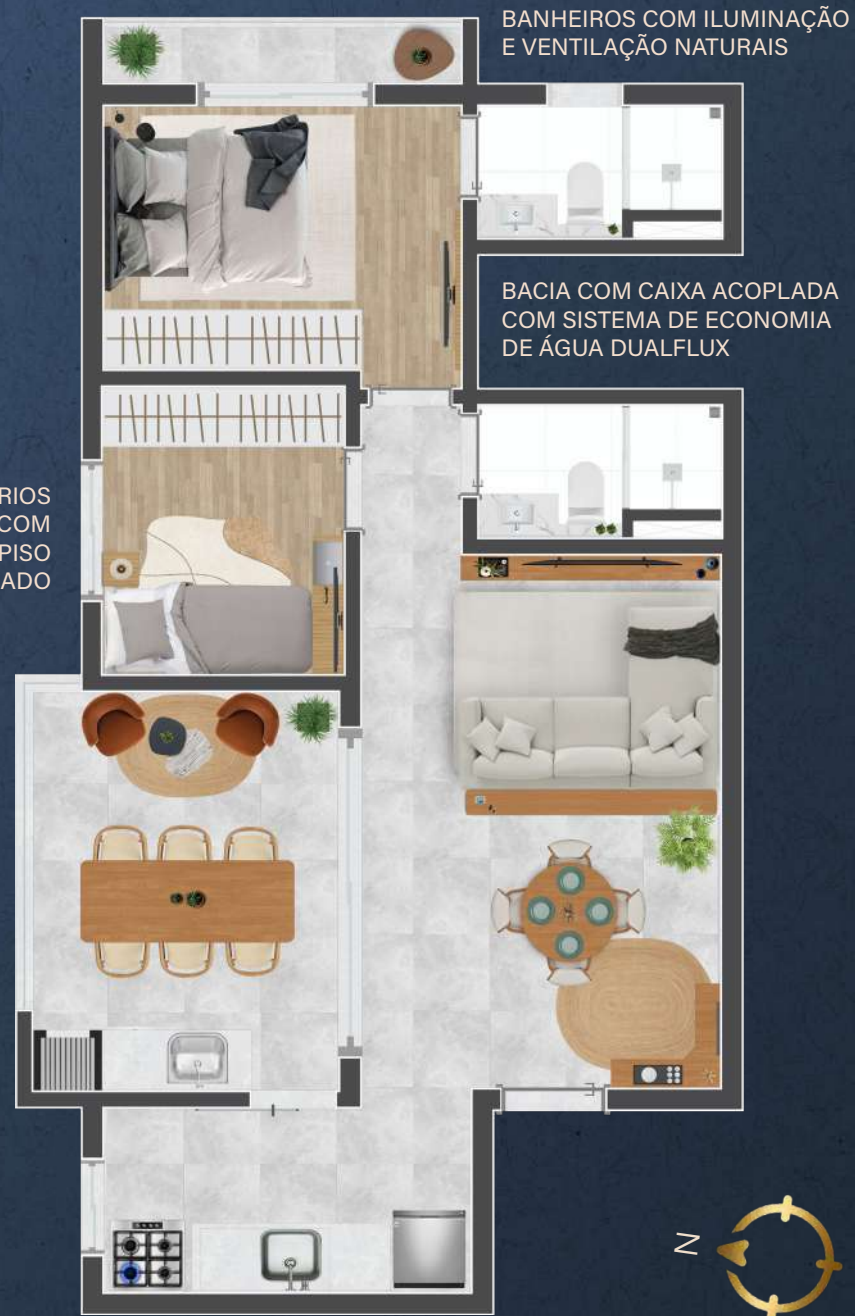 BANHEIROS COM ILUMINAÇÃO
E VENTILAÇÃO NATURAIS
BACIA COM CAIXA ACOPLADA
COM SISTEMA DE ECONOMIA
DE ÁGUA DUALFLUX
RIOS
COM
PISO
ADO
N